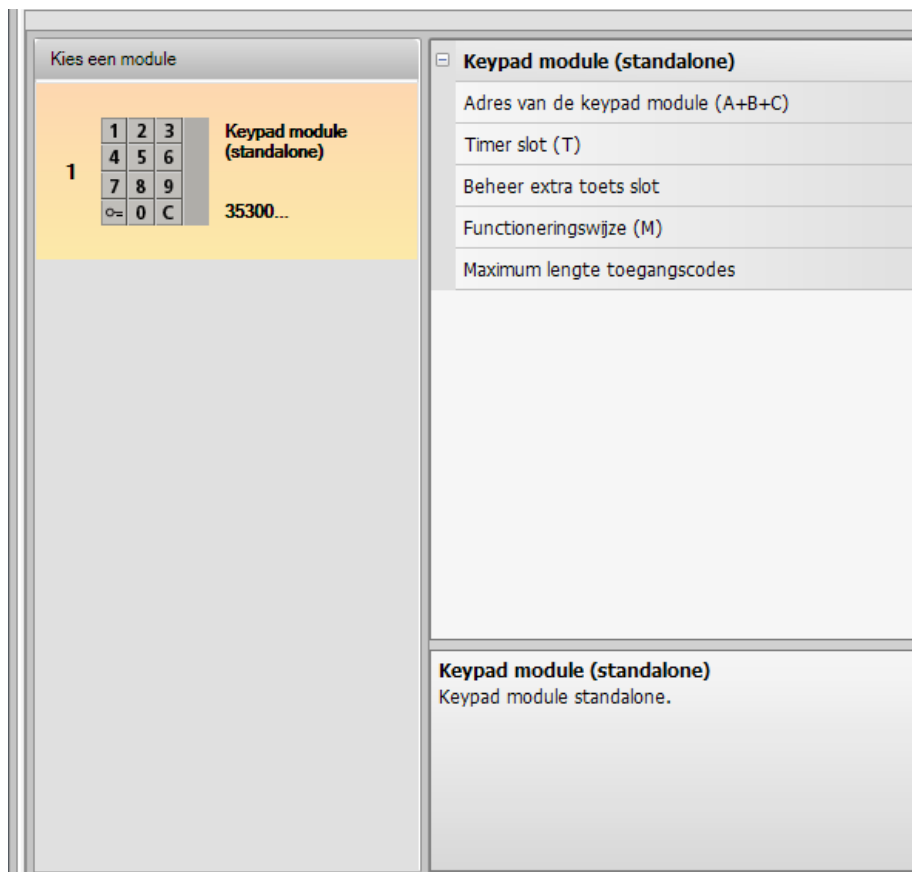 Kies een module
1
1 2 3
4 5 6
7 8 9
0 C
Keypad module
(standalone)
35300...
Keypad module (standalone)
Adres van de keypad module (A+B+C)
Timer slot (T)
Beheer extra toets slot
Functioneringswijze (M)
Maximum lengte toegangscodes
Keypad module (standalone)
Keypad module standalone.